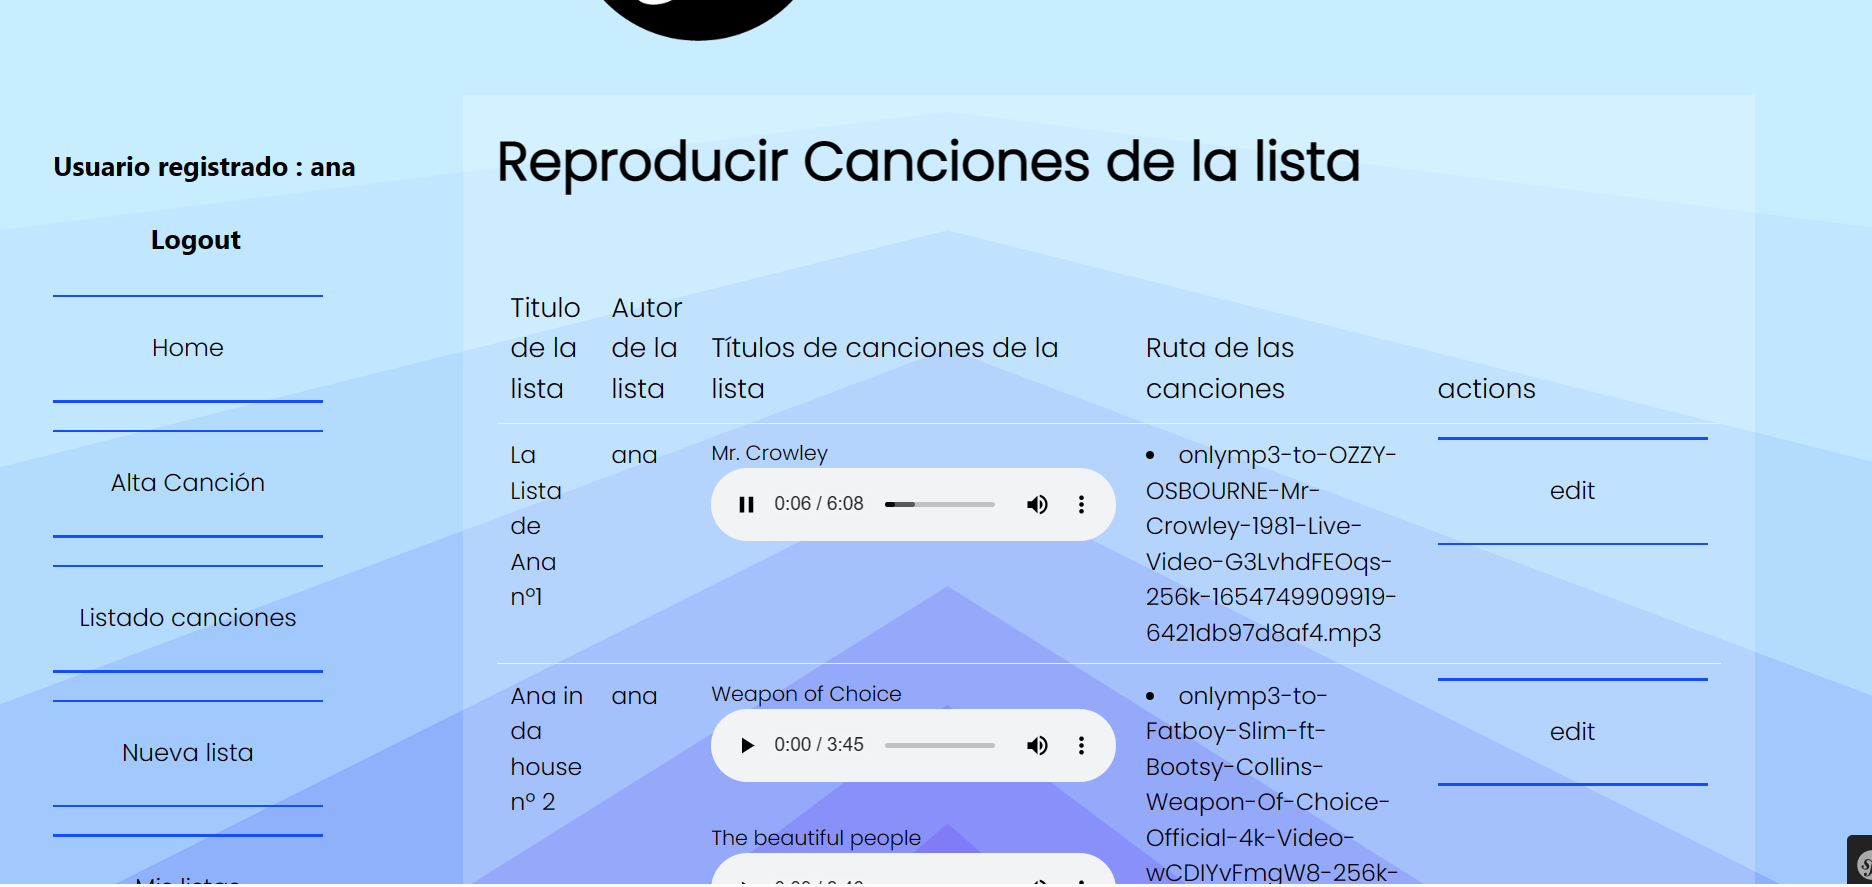 Usuario registrado : ana
Logout
Home
Alta Canción
Listado canciones
Nueva lista
Mis listas
Reproducir Canciones de la lista
Titulo
de la
lista
Autor
de la
lista
Títulos de canciones de la
lista
Ruta de las
canciones
actions
La
Lista
de
Ana
nº1
ana
Mr. Crowley
0:06 / 6:08
• onlymp3-to-OZZY-
OSBOURNE-Mr-
Crowley-1981-Live-
Video-G3LvhdFEOqs-
256k-1654749909919-
6421db97d8af4.mp3
edit
Ana in
da
house
nº 2
ana
Weapon of Choice
0:00 / 3:45
The beautiful people
• onlymp3-to-
Fatboy-Slim-ft-
Bootsy-Collins-
Weapon-Of-Choice-
Official-4k-Video-
wCDIYvFmgW8-256k-
edit